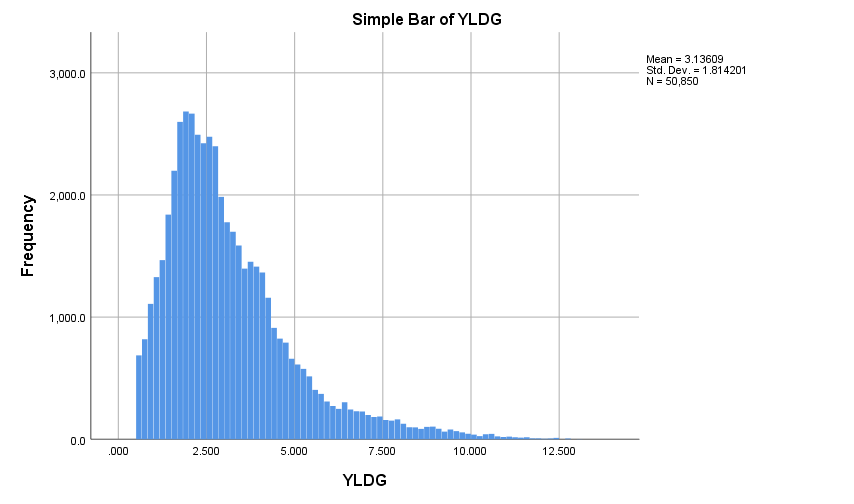 Simple Bar of YLDG
Mean = 3.13609
Std. Dev. = 1.814201
N = 50,850
3,000.0
2,000.0
1,000.0
0.0
Frequency
.000 2.500 5.000 7.500 10.000 12.500
YLDG